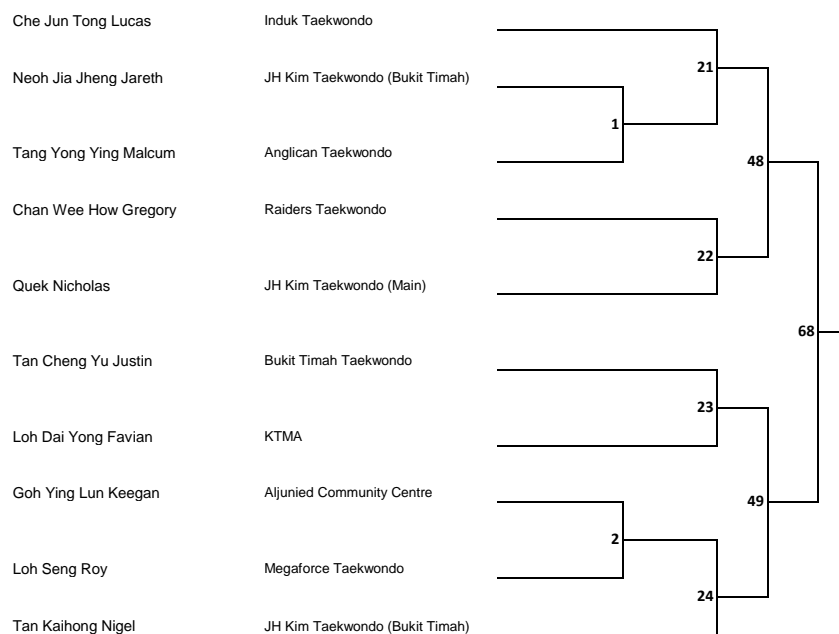 Che Jun Tong Lucas Induk Taekwondo
21
Neoh Jia Jheng Jareth JH Kim Taekwondo (Bukit Timah)
1
Tang Yong Ying Malcum Anglican Taekwondo
48
Chan Wee How Gregory Raiders Taekwondo
22
Quek Nicholas JH Kim Taekwondo (Main)
68
Tan Cheng Yu Justin Bukit Timah Taekwondo
23
Loh Dai Yong Favian KTMA
Goh Ying Lun Keegan Aljunied Community Centre
49
2
Loh Seng Roy Megaforce Taekwondo
24
Tan Kaihong Nigel JH Kim Taekwondo (Bukit Timah)